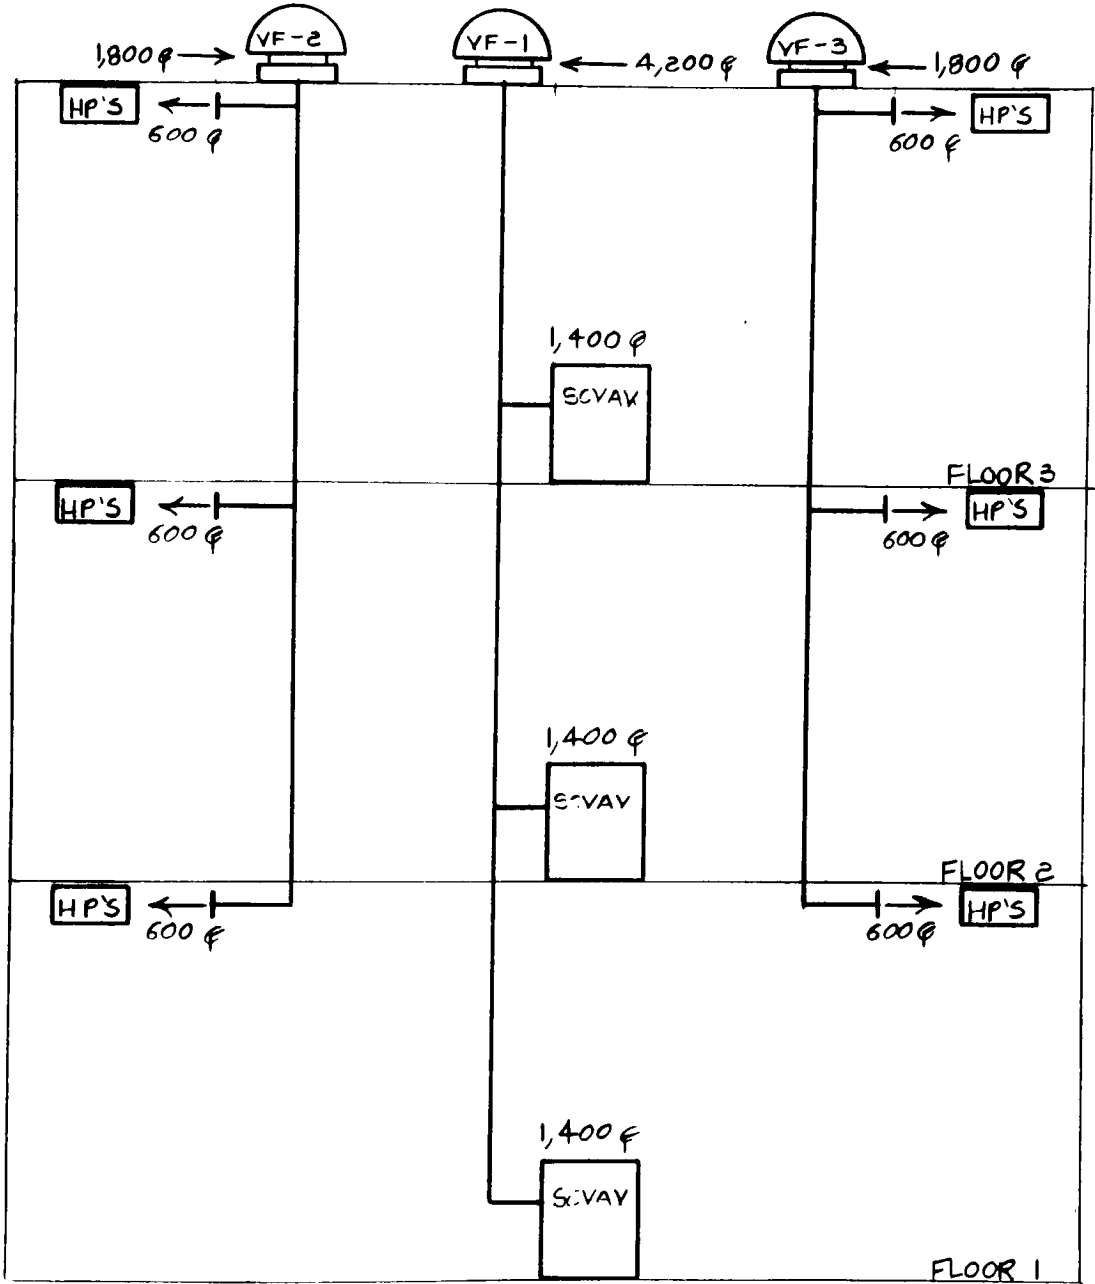 VF-2
VF-1
VF-3
1,800 ȼ
4,200 ȼ
1,800 ȼ
HP'S
600 ȼ
HP'S
600 ȼ
1,400 ȼ
SCVAV
FLOOR 3
HP'S
600 ȼ
HP'S
600 ȼ
1,400 ȼ
SCVAV
FLOOR 2
HP'S
600 ȼ
HP'S
600 ȼ
1,400 ȼ
SCVAV
FLOOR 1